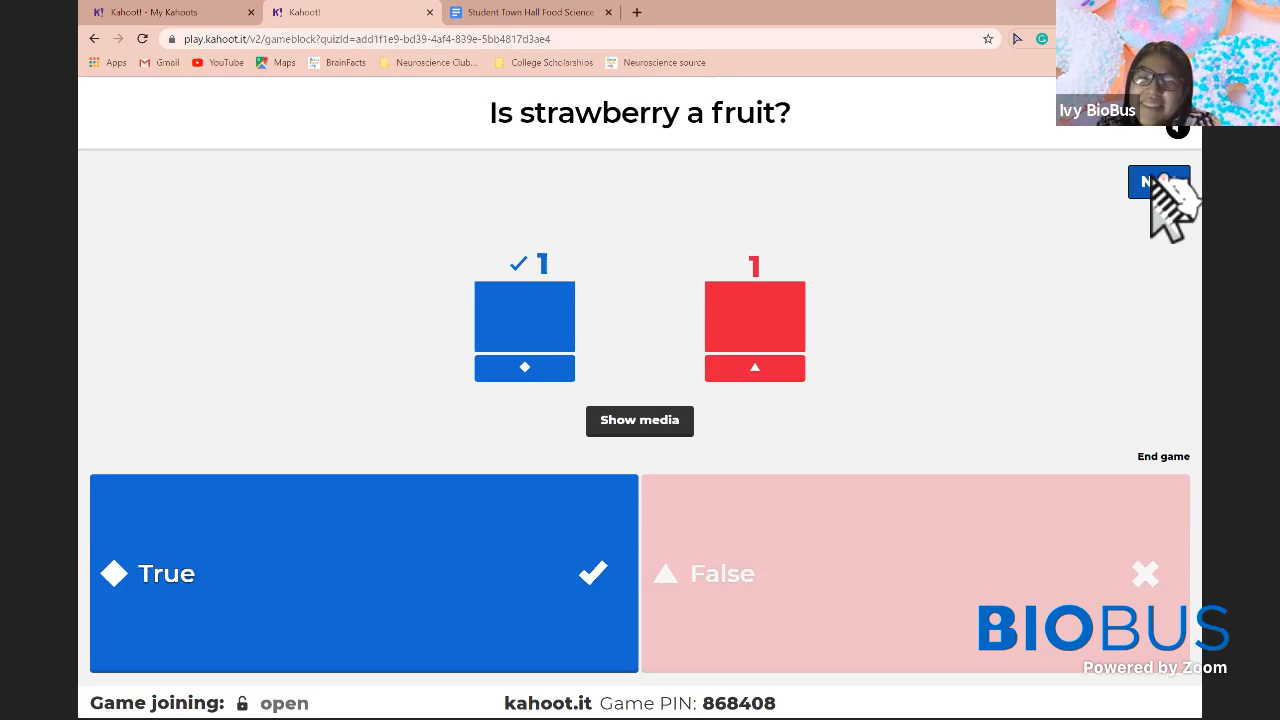 Kahoot! - My Kahoots
Kahoot!
Student Town Hall Food Science
play.kahoot.it/v2/gameblock?quizId=add1f1e9-bd39-4af4-839e-5bb4817d3ae4
Apps
Gmail
YouTube
Maps
BrainFacts
Neuroscience Club...
College Scholarships
Neuroscience source
Ivy BioBus
Is strawberry a fruit?
1
1
Show media
End game
True
False
BIOBUS
Powered by Zoom
Game joining: open
kahoot.it Game PIN: 868408